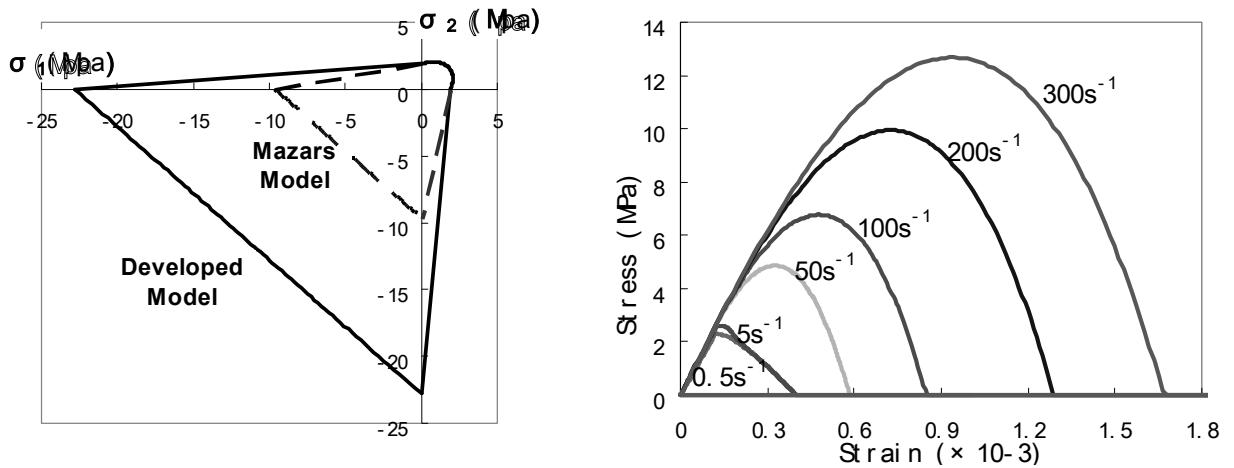 5
σ 2 (Mpa)
σ 1 (Mpa)
0
-25
-20
-15
-10
-5
0
5
-5
Mazars
Model
-10
Developed
Model
-15
-20
-25
14
12
10
8
6
4
2
0
Stress (MPa)
300s-1
200s-1
100s-1
50s-1
5s-1
0.5s-1
0
0.3
0.6
0.9
1.2
1.5
1.8
Strain (× 10-3)